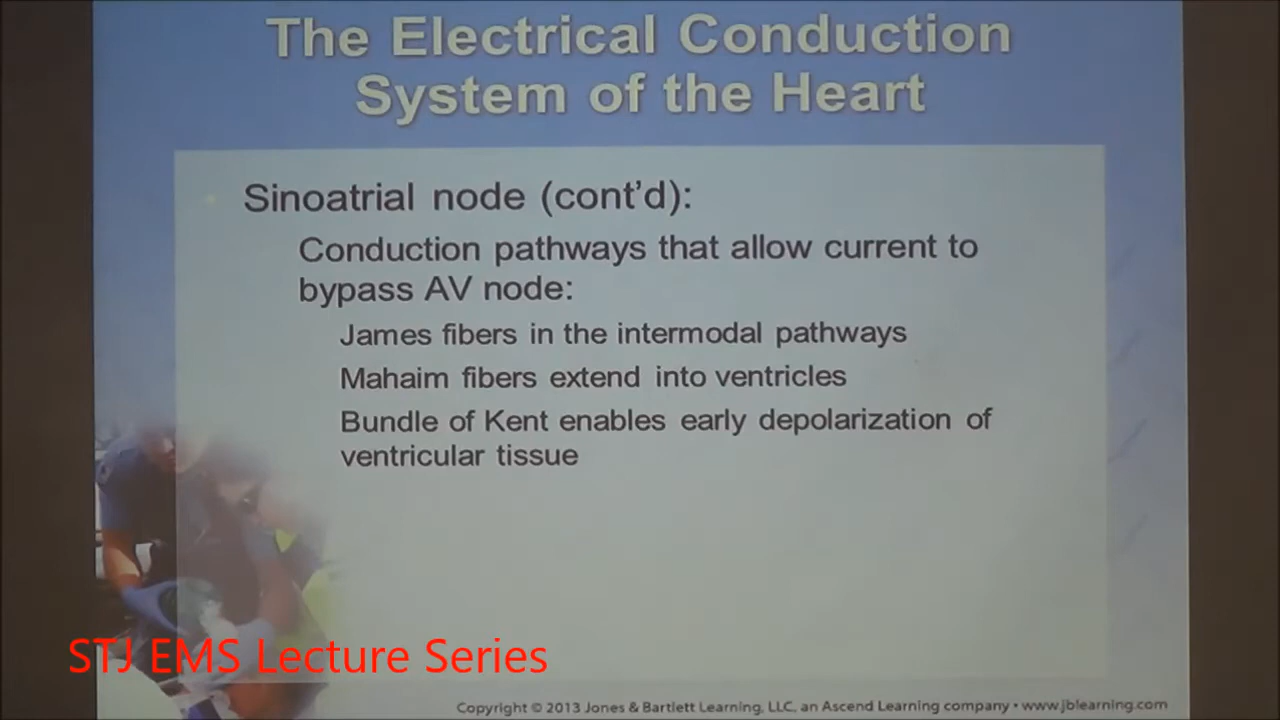 The Electrical Conduction
System of the Heart
Sinoatrial node (cont'd):
Conduction pathways that allow current to
bypass AV node:
James fibers in the intermodal pathways
Mahaim fibers extend into ventricles
Bundle of Kent enables early depolarization of
ventricular tissue
STJ EMS Lecture Series
Copyright © 2013 Jones & Bartlett Learning, LLC, an Ascend Learning company • www.jblearning.com